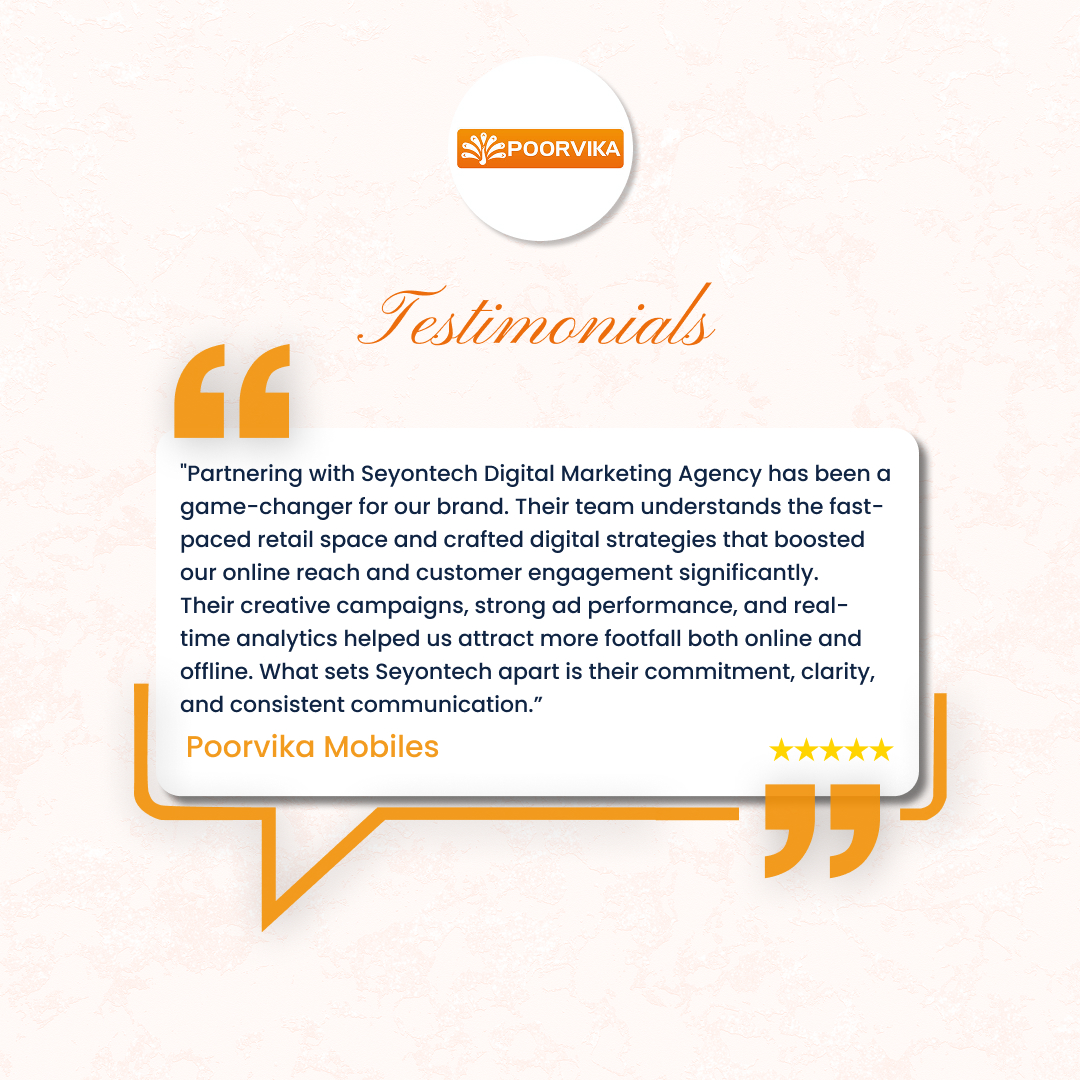 POORVIKA
Testimonials
"Partnering with Seyontech Digital Marketing Agency has been a
game-changer for our brand. Their team understands the fast-
paced retail space and crafted digital strategies that boosted
our online reach and customer engagement significantly.
Their creative campaigns, strong ad performance, and real-
time analytics helped us attract more footfall both online and
offline. What sets Seyontech apart is their commitment, clarity,
and consistent communication.”
Poorvika Mobiles